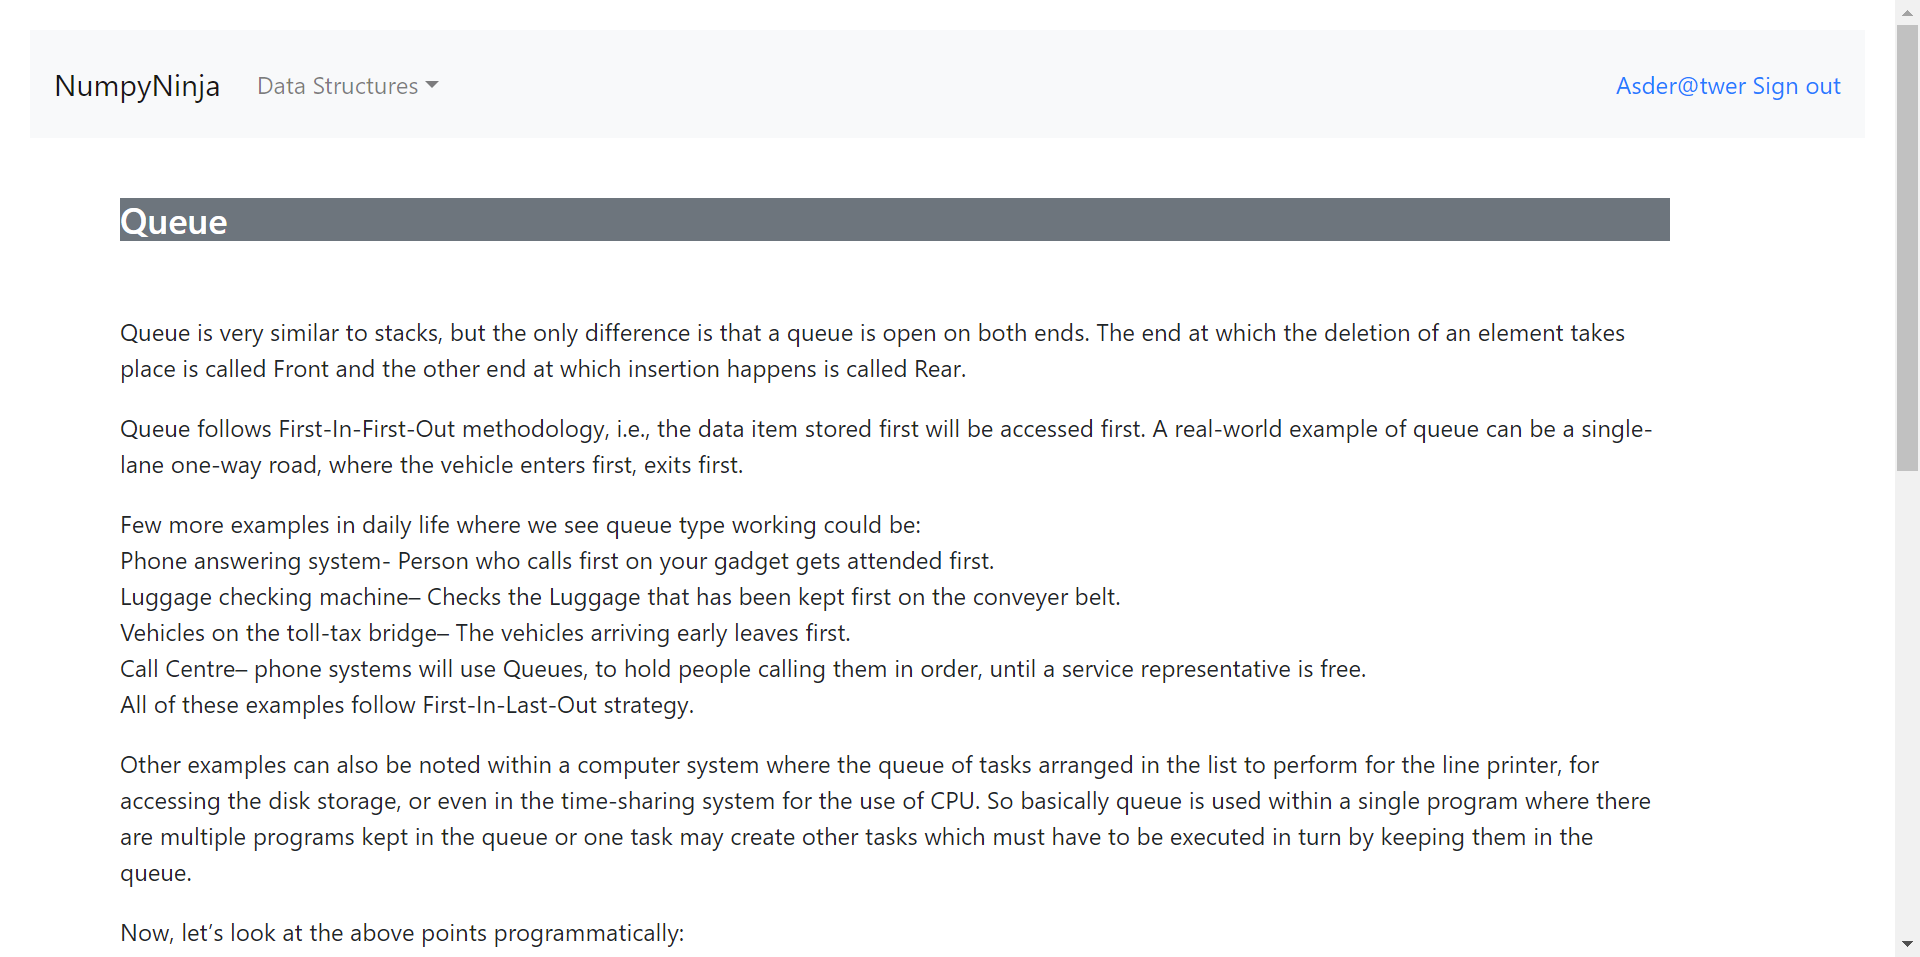 NumpyNinja Data Structures Asder@twer Sign out
Queue
Queue is very similar to stacks, but the only difference is that a queue is open on both ends. The end at which the deletion of an element takes
place is called Front and the other end at which insertion happens is called Rear.
Queue follows First-In-First-Out methodology, i.e., the data item stored first will be accessed first. A real-world example of queue can be a single-
lane one-way road, where the vehicle enters first, exits first.
Few more examples in daily life where we see queue type working could be:
Phone answering system- Person who calls first on your gadget gets attended first.
Luggage checking machine– Checks the Luggage that has been kept first on the conveyer belt.
Vehicles on the toll-tax bridge– The vehicles arriving early leaves first.
Call Centre– phone systems will use Queues, to hold people calling them in order, until a service representative is free.
All of these examples follow First-In-Last-Out strategy.
Other examples can also be noted within a computer system where the queue of tasks arranged in the list to perform for the line printer, for
accessing the disk storage, or even in the time-sharing system for the use of CPU. So basically queue is used within a single program where there
are multiple programs kept in the queue or one task may create other tasks which must have to be executed in turn by keeping them in the
queue.
Now, let’s look at the above points programmatically: